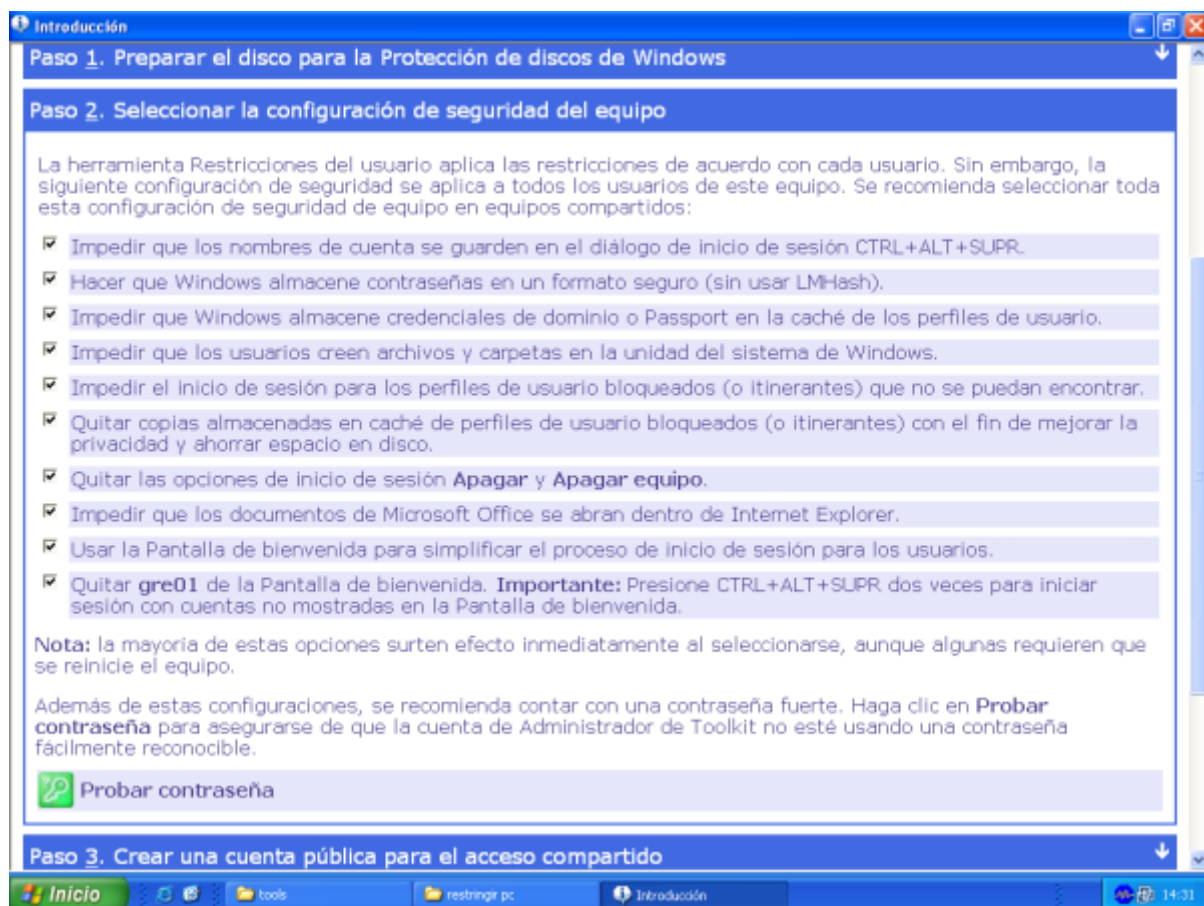 Introducción
Paso 1. Preparar el disco para la Protección de discos de Windows
Paso 2. Seleccionar la configuración de seguridad del equipo
La herramienta Restricciones del usuario aplica las restricciones de acuerdo con cada usuario. Sin embargo, la
siguiente configuración de seguridad se aplica a todos los usuarios de este equipo. Se recomienda seleccionar toda
esta configuración de seguridad de equipo en equipos compartidos:
Impedir que los nombres de cuenta se guarden en el diálogo de inicio de sesión CTRL+ALT+SUPR.
Hacer que Windows almacene contraseñas en un formato seguro (sin usar LMHash).
Impedir que Windows almacene credenciales de dominio o Passport en la caché de los perfiles de usuario.
Impedir que los usuarios creen archivos y carpetas en la unidad del sistema de Windows.
Impedir el inicio de sesión para los perfiles de usuario bloqueados (o itinerantes) que no se puedan encontrar.
Quitar copias almacenadas en caché de perfiles de usuario bloqueados (o itinerantes) con el fin de mejorar la
privacidad y ahorrar espacio en disco.
Quitar las opciones de inicio de sesión Apagar y Apagar equipo.
Impedir que los documentos de Microsoft Office se abran dentro de Internet Explorer.
Usar la Pantalla de bienvenida para simplificar el proceso de inicio de sesión para los usuarios.
Quitar gre01 de la Pantalla de bienvenida. Importante: Presione CTRL+ALT+SUPR dos veces para iniciar
sesión con cuentas no mostradas en la Pantalla de bienvenida.
Nota: la mayoría de estas opciones surten efecto inmediatamente al seleccionarse, aunque algunas requieren que
se reinicie el equipo.
Además de estas configuraciones, se recomienda contar con una contraseña fuerte. Haga clic en Probar
contraseña para asegurarse de que la cuenta de Administrador de Toolkit no esté usando una contraseña
fácilmente reconocible.
Probar contraseña
Paso 3. Crear una cuenta pública para el acceso compartido
Inicio tools restringir pc Introducción 14:31